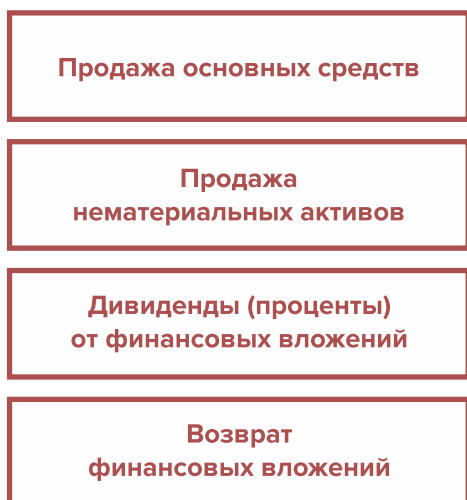 Продажа основных средств
Продажа
нематериальных активов
Дивиденды (проценты)
от финансовых вложений
Возврат
финансовых вложений